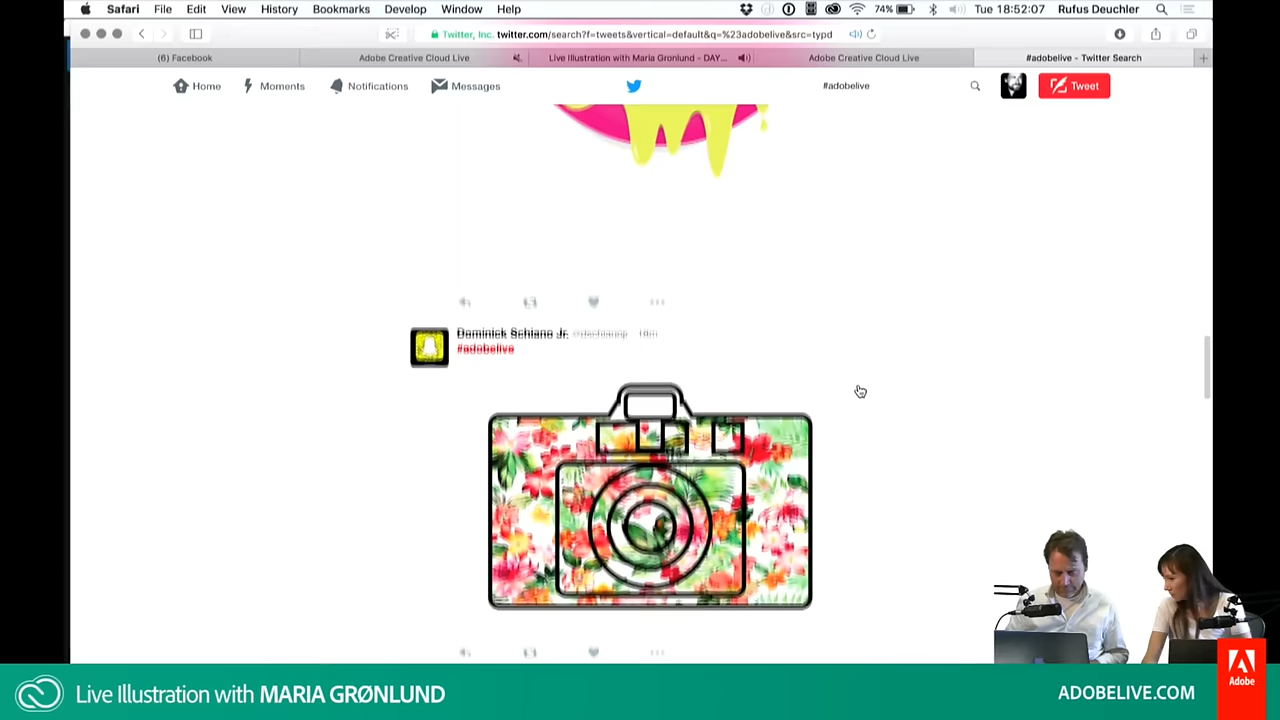 Safari File Edit View History Bookmarks Develop Window Help 74% Tue 18:52:07 Rufus Deuchler
Twitter, Inc. twitter.com/search?f=tweets&vertical=default&q=%23adobelive&src=typd
(6) Facebook Adobe Creative Cloud Live Live Illustration with Maria Gronlund - DAY... Adobe Creative Cloud Live #adobelive - Twitter Search
Home Moments Notifications Messages #adobelive Tweet
Dominick Schiano Jr.
#adobelive
Live Illustration with MARIA GRØNLUND
ADOBELIVE.COM
Adobe